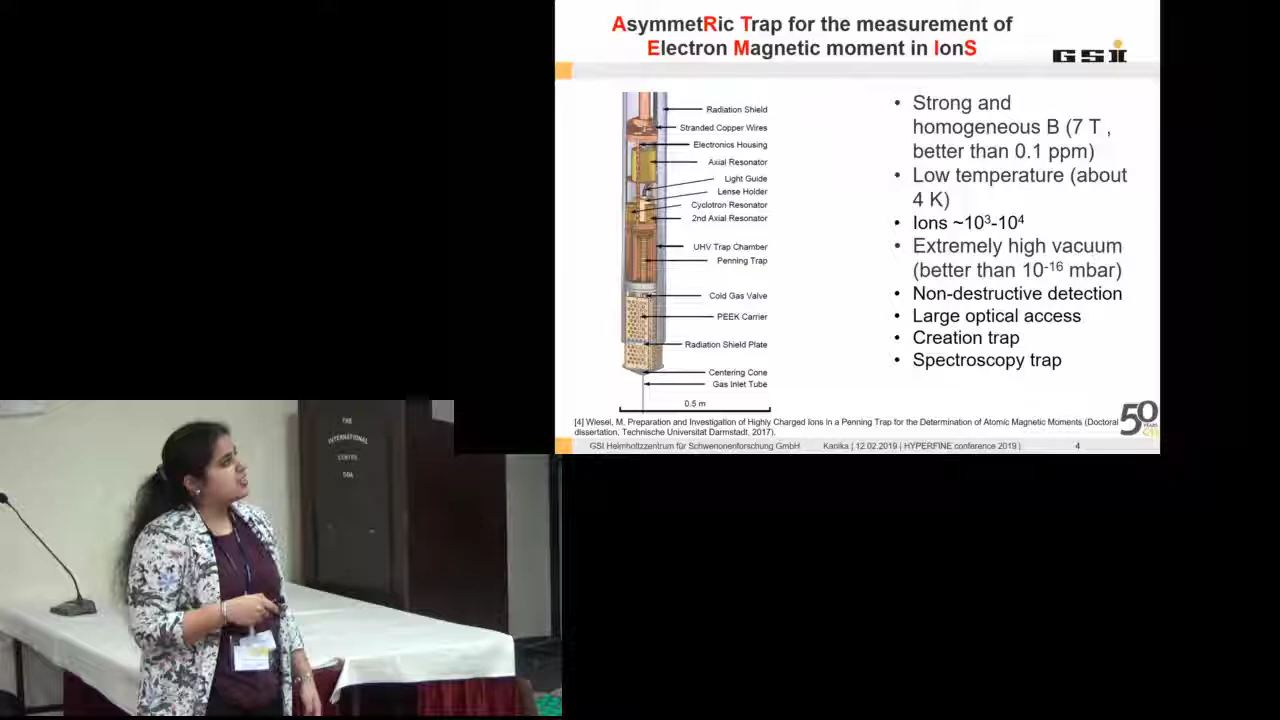 AsymmetRic Trap for the measurement of
Electron Magnetic moment in IonS
GSI
Radiation Shield
Stranded Copper Wires
Electronics Housing
Axial Resonator
Light Guide
Lense Holder
Cyclotron Resonator
2nd Axial Resonator
UHV Trap Chamber
Penning Trap
Cold Gas Valve
PEEK Carrier
Radiation Shield Plate
Centering Cone
Gas Inlet Tube
0.5 m
• Strong and
homogeneous B (7 T ,
better than 0.1 ppm)
• Low temperature (about
4 K)
• Ions ~10³-10⁴
• Extremely high vacuum
(better than 10⁻¹⁶ mbar)
• Non-destructive detection
• Large optical access
• Creation trap
• Spectroscopy trap
[4] Wiesel, M. Preparation and Investigation of Highly Charged Ions in a Penning Trap for the Determination of Atomic Magnetic Moments (Doctoral
dissertation, Technische Universitat Darmstadt, 2017).
50
YEARS
GSI Helmholtzzentrum für Schwerionenforschung GmbH
Kanika | 12.02.2019 | HYPERFINE conference 2019 |
4
THE
INTERNATIONAL
CENTRE
GOA